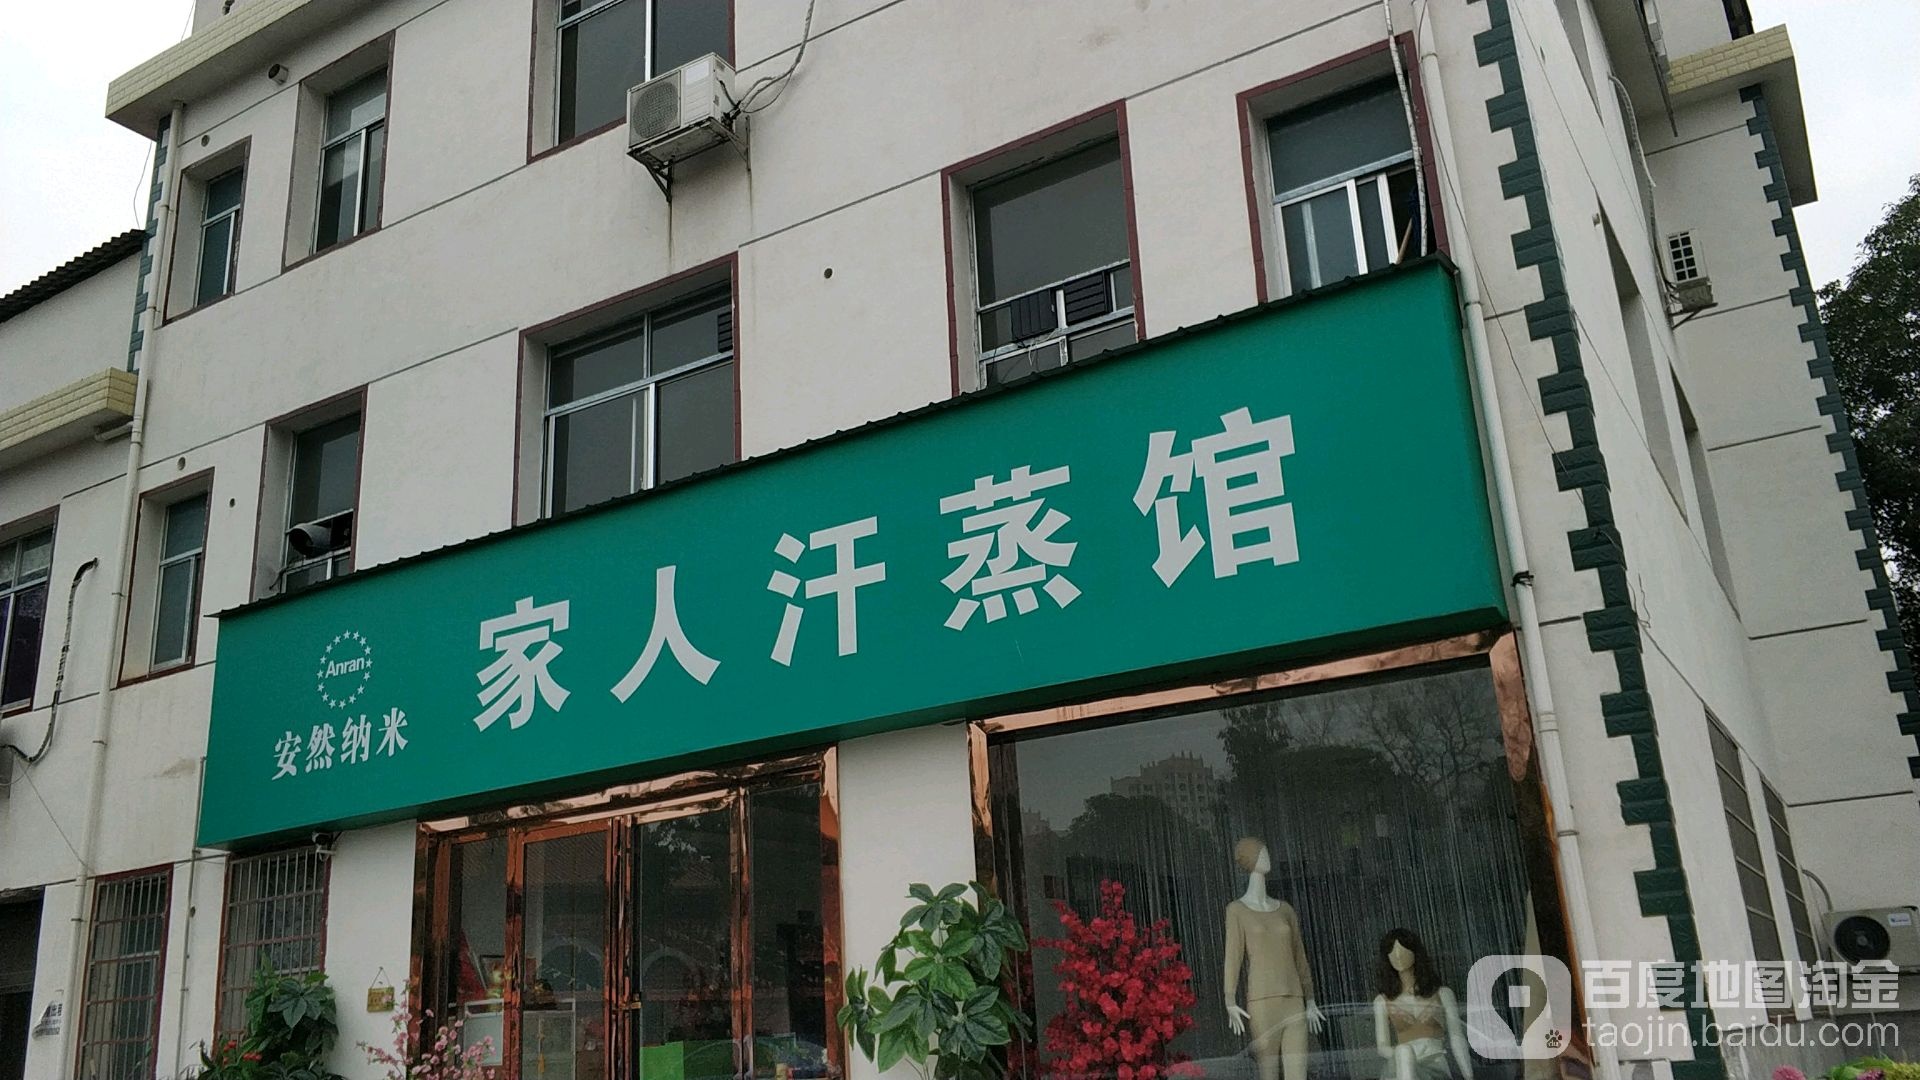 Anran
安然纳米
家人汗蒸馆
百度地图淘金
taojin.baidu.com